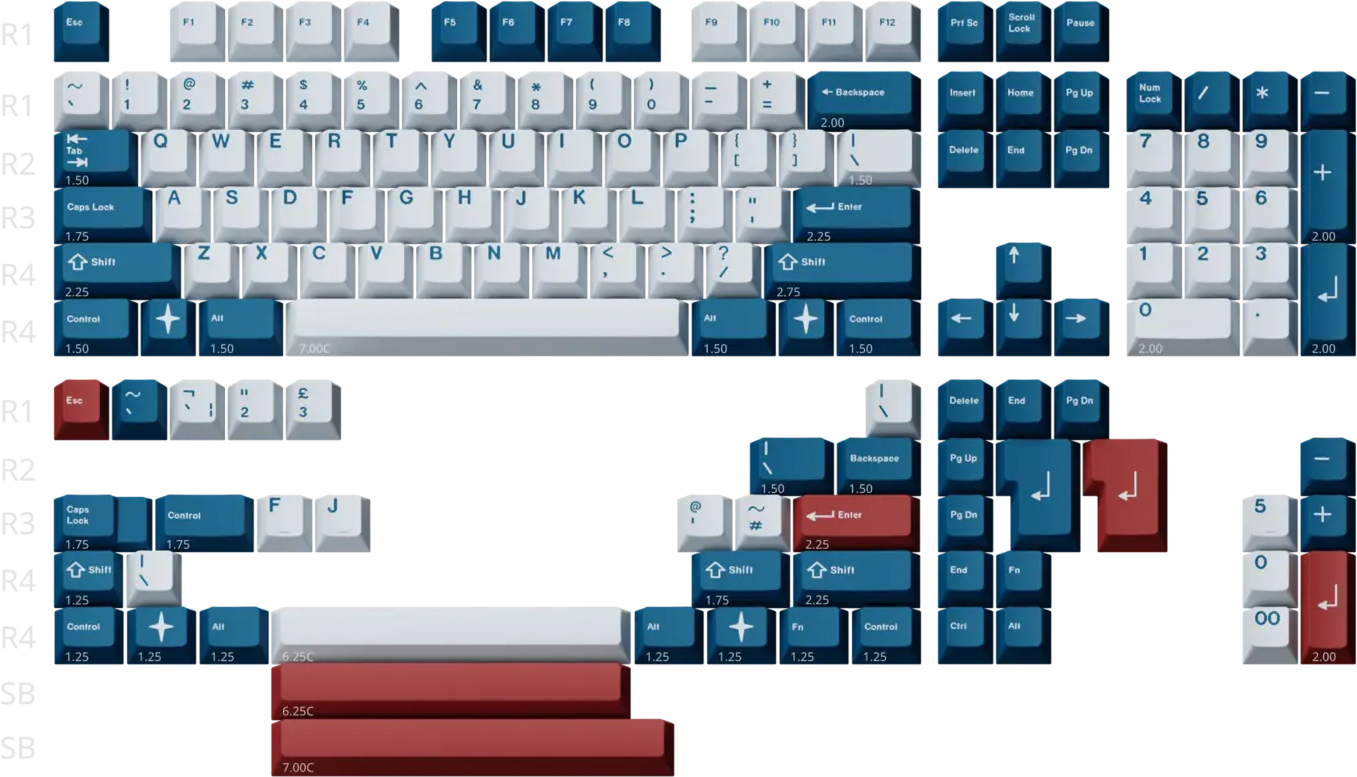 R1 Esc F1 F2 F3 F4 F5 F6 F7 F8 F9 F10 F11 F12 Prt Sc Scroll Lock Pause
R1 ~ ` ! 1 @ 2 # 3 $ 4 % 5 ^ 6 & 7 * 8 ( 9 ) 0 _ - + = ← Backspace 2.00 Insert Home Pg Up Num Lock / * −
R2 Tab 1.50 Q W E R T Y U I O P { [ } ] | \ 1.50 Delete End Pg Dn 7 8 9 + 2.00
R3 Caps Lock 1.75 A S D F G H J K L : ; " ' Enter 2.25 4 5 6
R4 Shift 2.25 Z X C V B N M < , > . ? / Shift 2.75 ↑ 1 2 3 2.00
R4 Control 1.50 Alt 1.50 7.00C Alt 1.50 Control 1.50 ← ↓ → 0 2.00 .
R1 Esc ~ ` ¬ ` ¦ " 2 £ 3 | \ Delete End Pg Dn
R2 | \ 1.50 Backspace 1.50 Pg Up −
R3 Caps Lock 1.75 Control 1.75 F J @ ' ~ # Enter 2.25 Pg Dn 5 +
R4 Shift 1.25 | \ Shift 1.75 Shift 2.25 End Fn 0 2.00
R4 Control 1.25 1.25 Alt 1.25 6.25C Alt 1.25 1.25 Fn 1.25 Control 1.25 Ctrl Alt 00
SB 6.25C
SB 7.00C